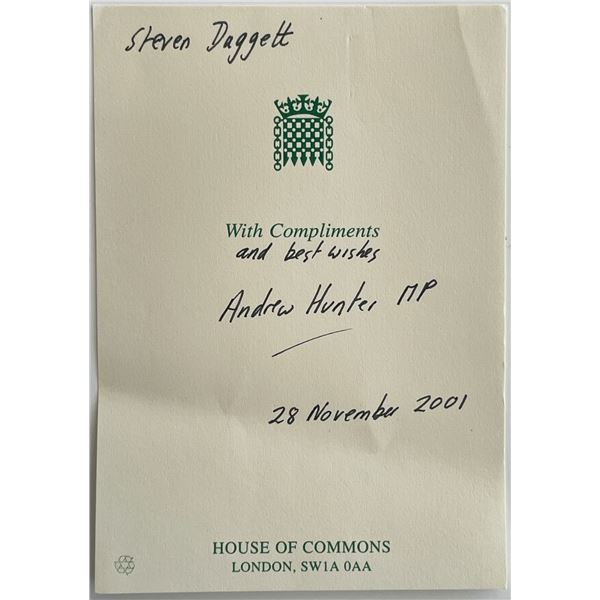 Steven Daggett
With Compliments
and best wishes
Andrew Hunter MP
28 November 2001
HOUSE OF COMMONS
LONDON, SW1A 0AA